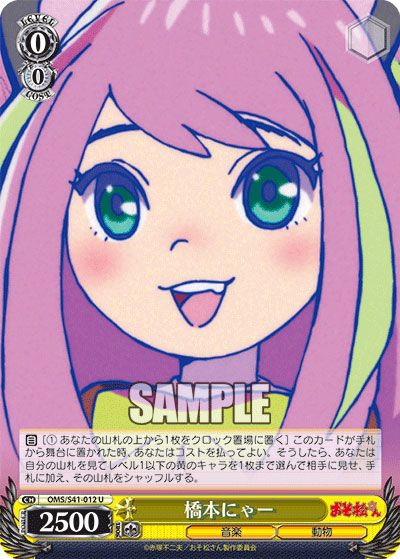 LEVEL
0
0
COST
SAMPLE
自 [① あなたの山札の上から1枚をクロック置場に置く] このカードが手札
から舞台に置かれた時、あなたはコストを払ってよい。そうしたら、あなたは
自分の山札を見てレベル1以下の黄のキャラを1枚まで選んで相手に見せ、手
札に加え、その山札をシャッフルする。
CH
OMS/S41-012 U
2500
橋本にゃー
おそ松さん
音楽
動物
©赤塚不二夫／おそ松さん製作委員会